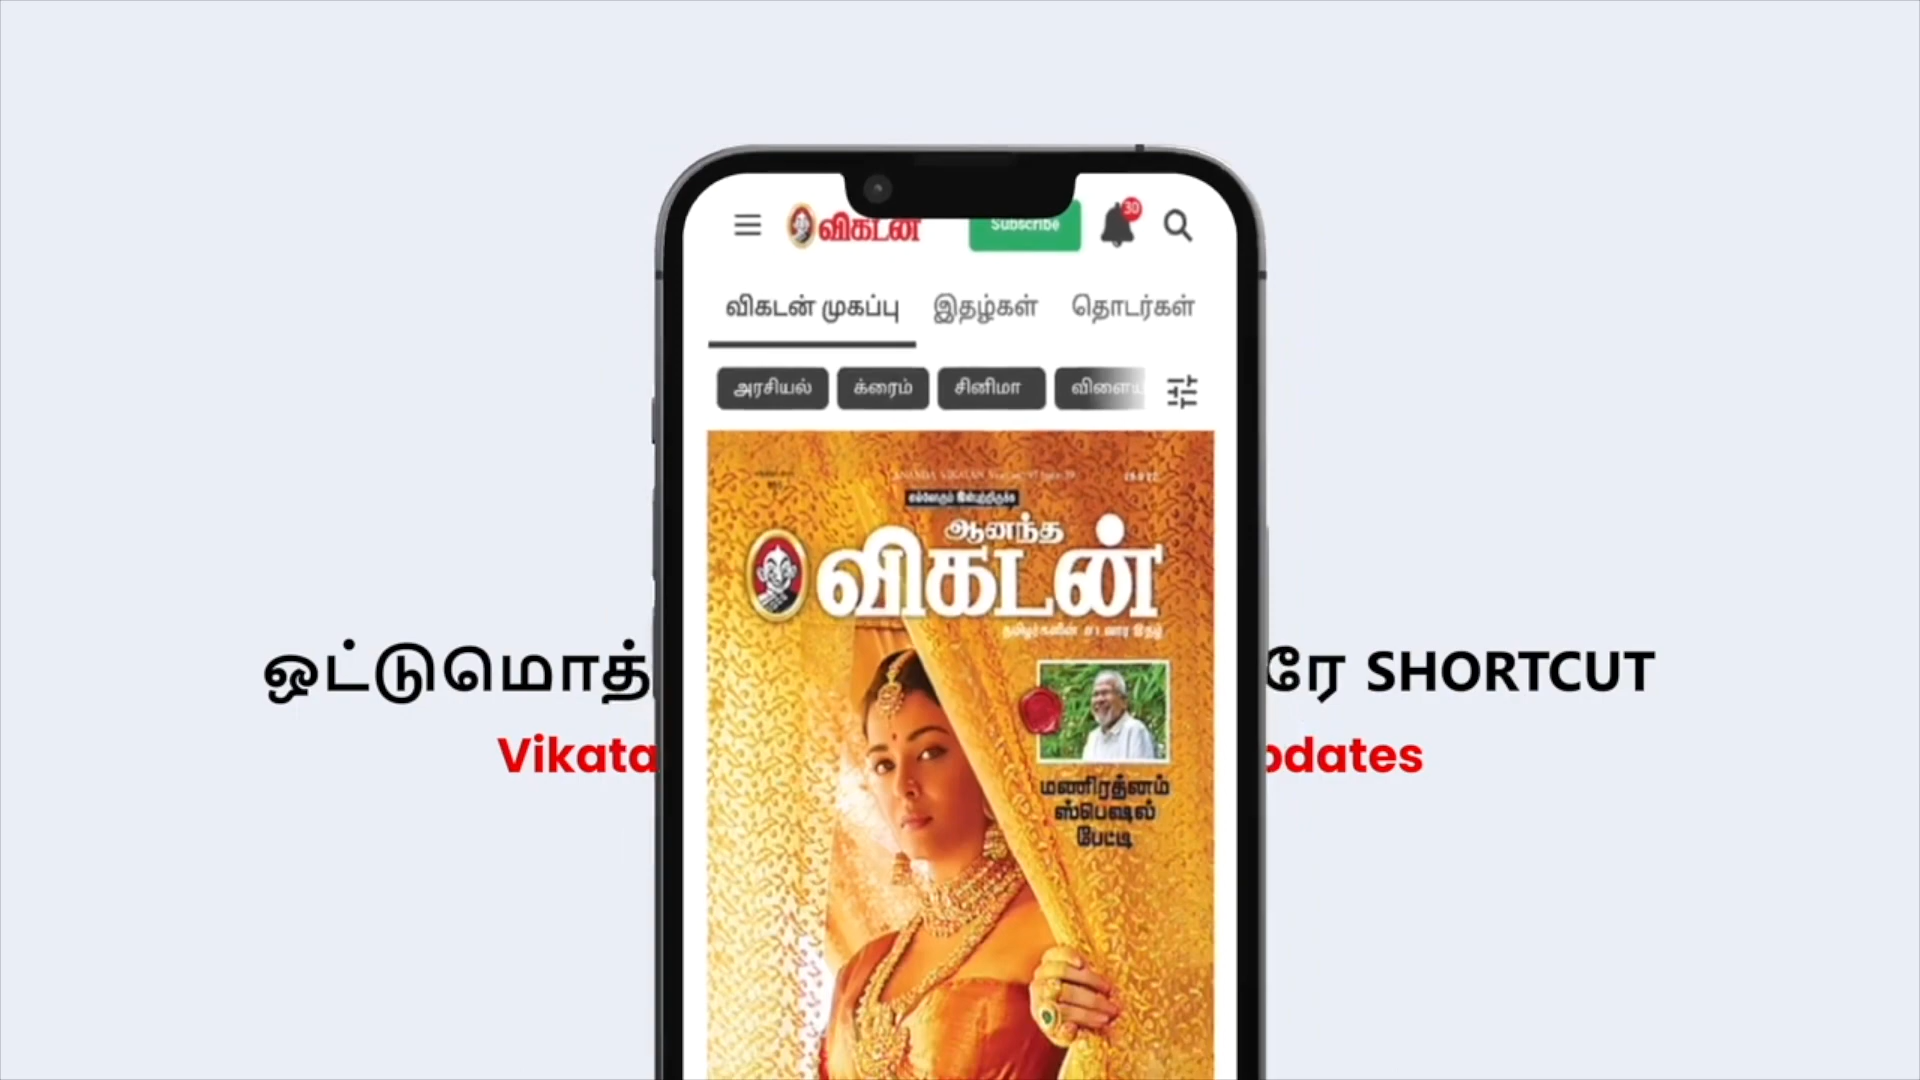 விகடன்
Subscribe
30
விகடன் முகப்பு இதழ்கள் தொடர்கள்
அரசியல் க்ரைம் சினிமா விளைய
ஆனந்த
விகடன்
ஒட்டுமொத் ரே SHORTCUT
மணிரத்னம்
ஸ்பெஷல்
பேட்டி
Vikata pdates